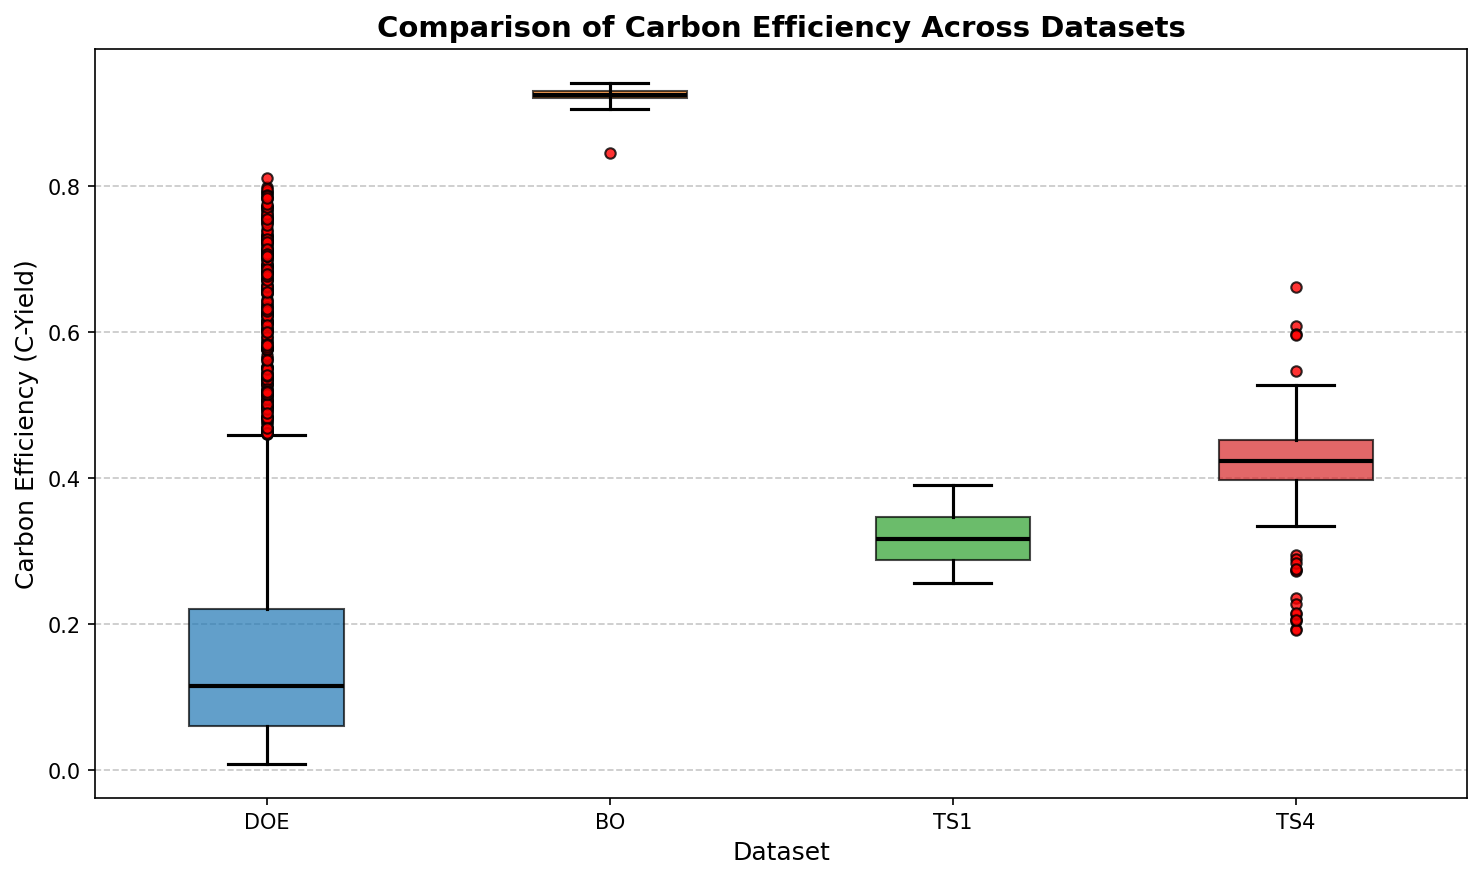 Comparison of Carbon Efficiency Across Datasets
Carbon Efficiency (C-Yield)
0.8
0.6
0.4
0.2
0.0
DOE
BO
TS1
TS4
Dataset